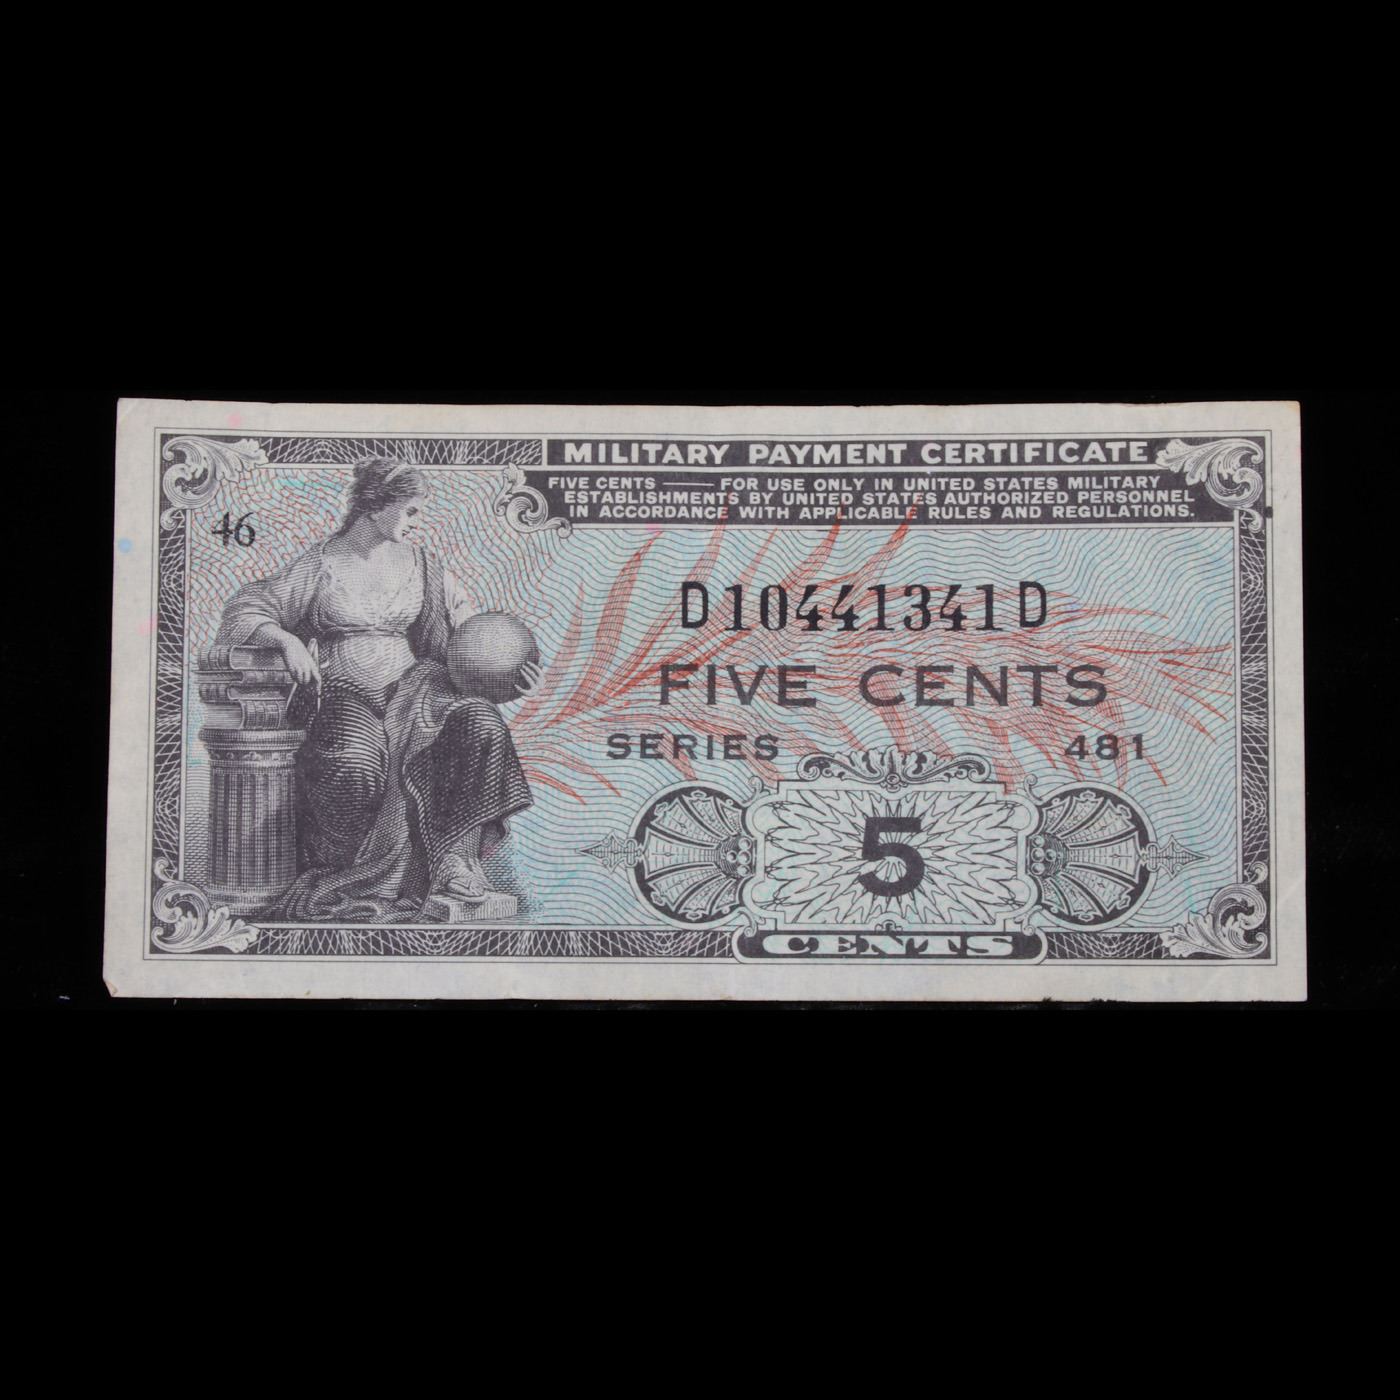 MILITARY PAYMENT CERTIFICATE
FIVE CENTS —— FOR USE ONLY IN UNITED STATES MILITARY
ESTABLISHMENTS BY UNITED STATES AUTHORIZED PERSONNEL
IN ACCORDANCE WITH APPLICABLE RULES AND REGULATIONS.
46
D10441341D
FIVE CENTS
SERIES 481
5
CENTS